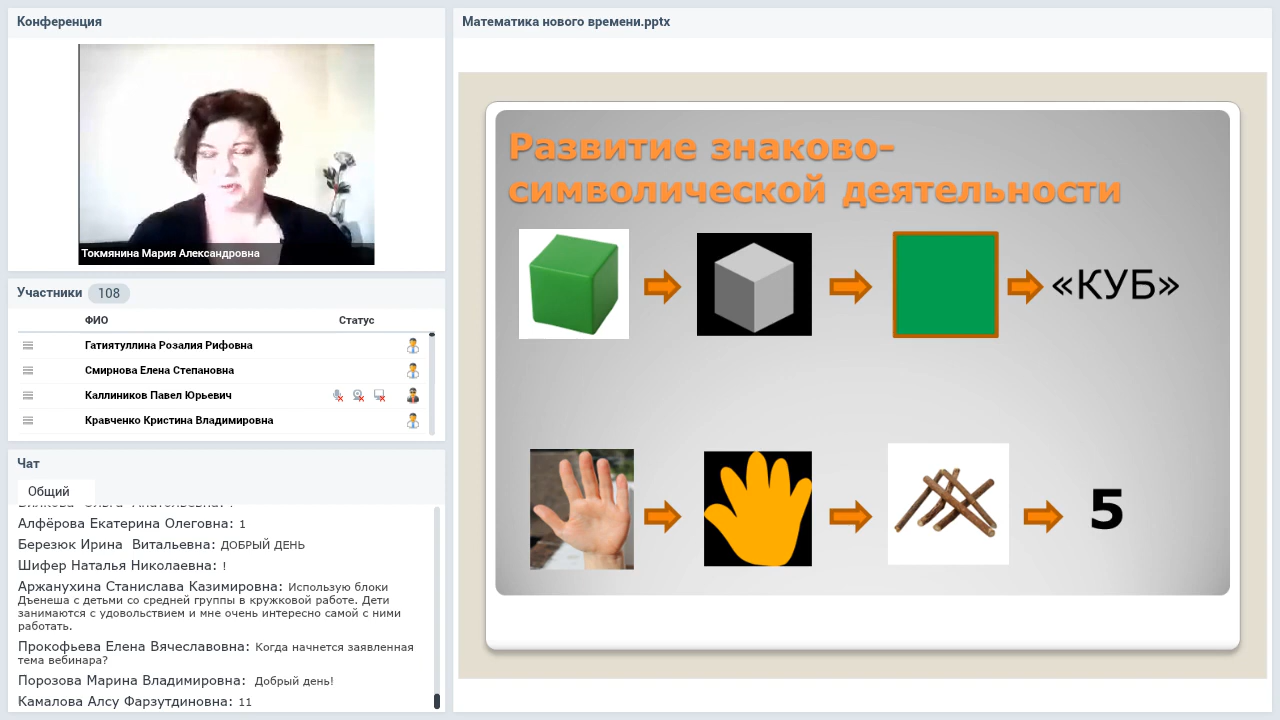 Конференция
Токмянина Мария Александровна
Участники 108
ФИО Статус
Гатиятуллина Розалия Рифовна
Смирнова Елена Степановна
Каллиников Павел Юрьевич
Кравченко Кристина Владимировна
Чат
Общий
Алфёрова Екатерина Олеговна: 1
Березюк Ирина Витальевна: ДОБРЫЙ ДЕНЬ
Шифер Наталья Николаевна: !
Аржанухина Станислава Казимировна: Использую блоки
Дъенеша с детьми со средней группы в кружковой работе. Дети
занимаются с удовольствием и мне очень интересно самой с ними
работать.
Прокофьева Елена Вячеславовна: Когда начнется заявленная
тема вебинара?
Порозова Марина Владимировна: Добрый день!
Камалова Алсу Фарзутдиновна: 11
Математика нового времени.pptx
Развитие знаково-
символической деятельности
«КУБ»
5